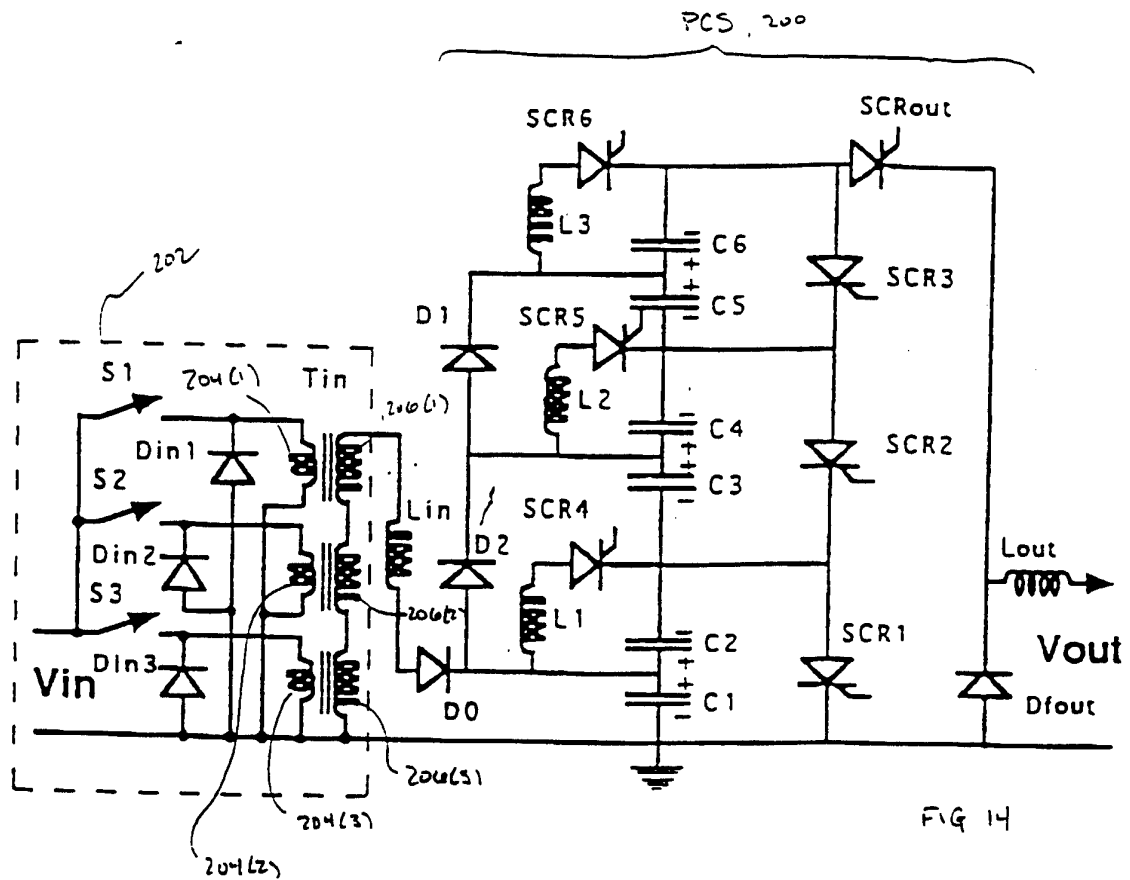 PCS, 200
SCR6
SCRout
L3
C6
202
SCR3
C5
D1
SCR5
S1
204(1)
Tin
206(1)
L2
C4
Din1
SCR2
C3
S2
Lin
SCR4
D2
Din2
Lout
S3
206(2)
L1
SCR1
C2
Vout
Din3
Vin
D0
C1
Dfout
206(3)
204(3)
FIG 14
204(2)